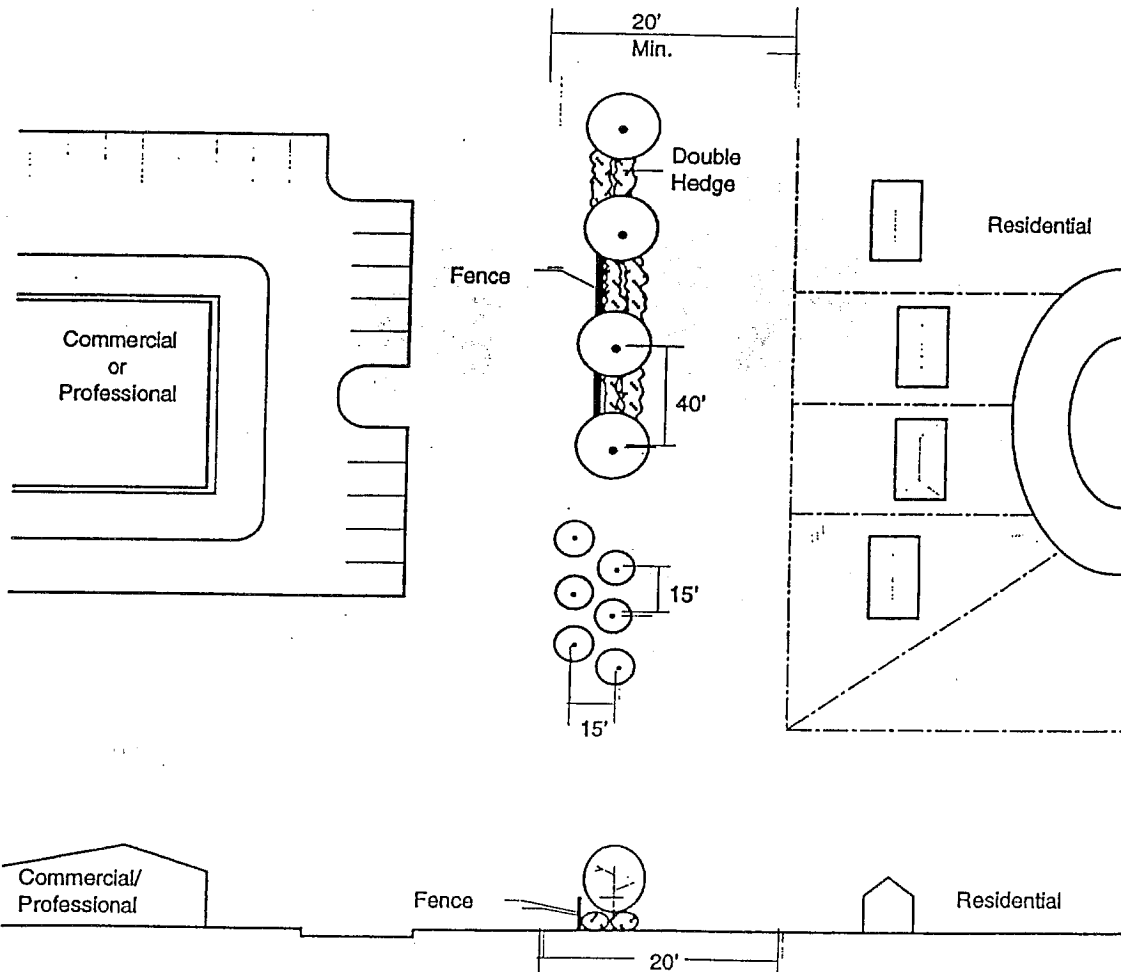 20'
Min.
Double
Hedge
Residential
Fence
Commercial
or
Professional
40'
15'
15'
Commercial/
Professional
Fence
Residential
20'